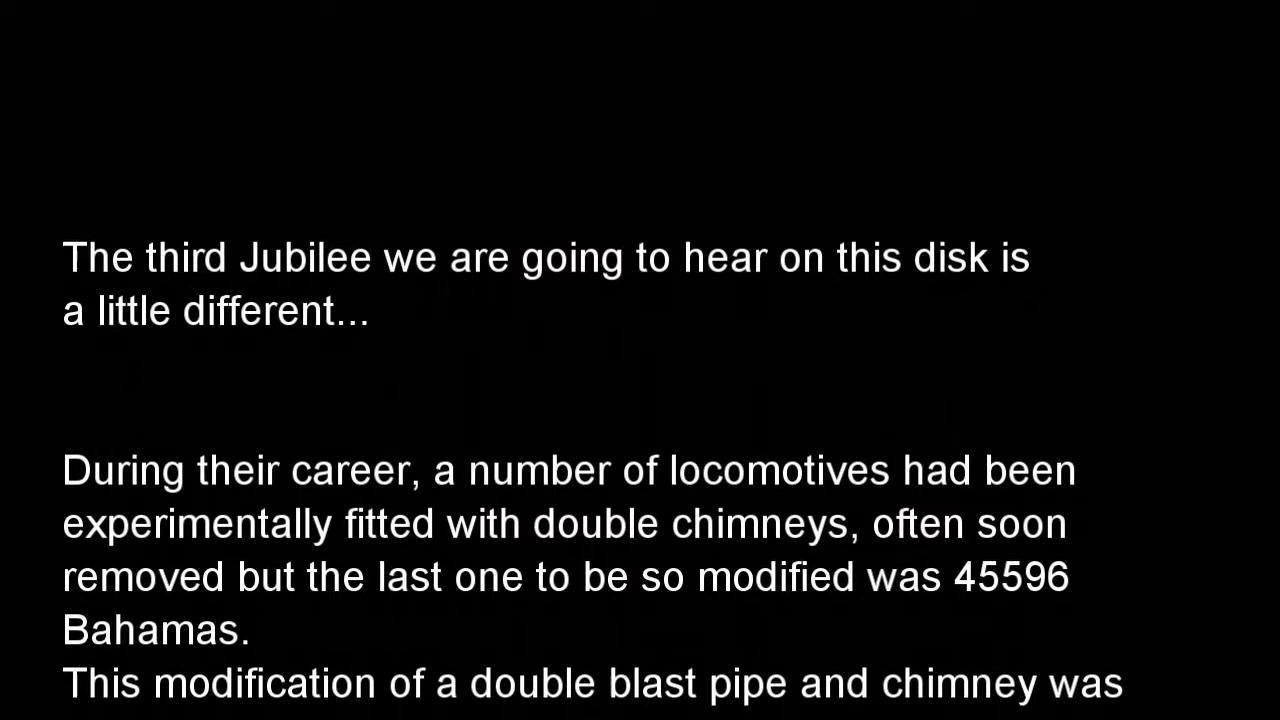 The third Jubilee we are going to hear on this disk is
a little different...
During their career, a number of locomotives had been
experimentally fitted with double chimneys, often soon
removed but the last one to be so modified was 45596
Bahamas.
This modification of a double blast pipe and chimney was